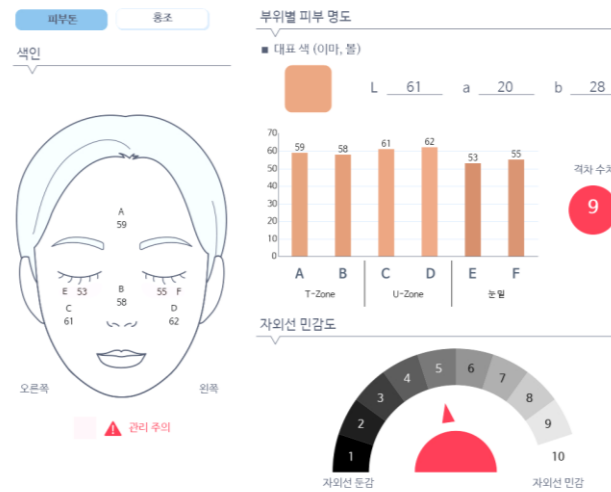 피부톤
홍조
색인
A
59
E 53
B
58
55 F
C
61
D
62
오른쪽
왼쪽
관리 주의
부위별 피부 명도
■ 대표 색 (이마, 볼)
L 61 a 20 b 28
70
60
50
40
30
20
10
0
59
58
61
62
53
55
A B C D E F
T-Zone
U-Zone
눈밑
격차 수치
9
자외선 민감도
1
2
3
4
5
6
7
8
9
10
자외선 둔감
자외선 민감